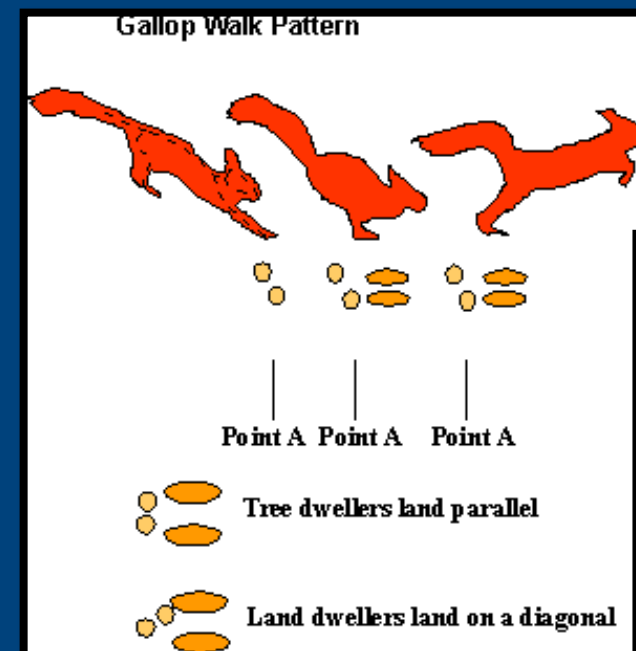 Gallop Walk Pattern
Point A Point A Point A
Tree dwellers land parallel
Land dwellers land on a diagonal